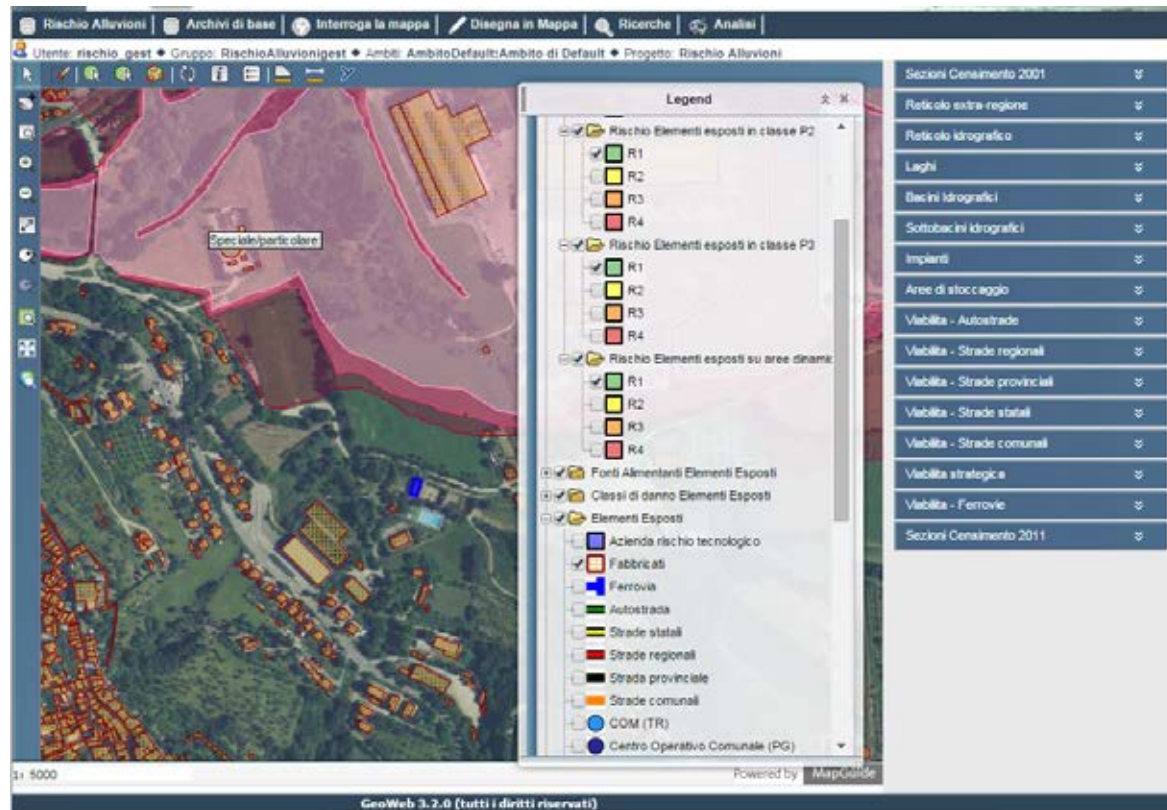 Rischio Alluvioni | Archivi di base | Interroga la mappa | Disegna in Mappa | Ricerche | Analisi |
Utente: rischio_gest ◆ Gruppo: RischioAlluvionigest ◆ Ambiti: AmbitoDefault:Ambito di Default ◆ Progetto: Rischio Alluvioni
Speciale/particolare
Legend
Rischio Elementi esposti in classe P2
R1
R2
R3
R4
Rischio Elementi esposti in classe P3
R1
R2
R3
R4
Rischio Elementi esposti su aree dinamic
R1
R2
R3
R4
Fonti Alimentanti Elementi Esposti
Classi di danno Elementi Esposti
Elementi Esposti
Azienda rischio tecnologico
Fabbricati
Ferrovia
Autostrada
Strade statali
Strade regionali
Strada provinciale
Strade comunali
COM (TR)
Centro Operativo Comunale (PG)
Sezioni Censimento 2001
Reticolo extra-regione
Reticolo idrografico
Laghi
Bacini Idrografici
Sottobacini idrografici
Impianti
Aree di stoccaggio
Viabilita - Autostrade
Viabilita - Strade regionali
Viabilita - Strade provinciali
Viabilita - Strade statali
Viabilita - Strade comunali
Viabilita strategica
Viabilita - Ferrovie
Sezioni Censimento 2011
1: 5000
Powered by MapGuide
GeoWeb 3.2.0 (tutti i diritti riservati)